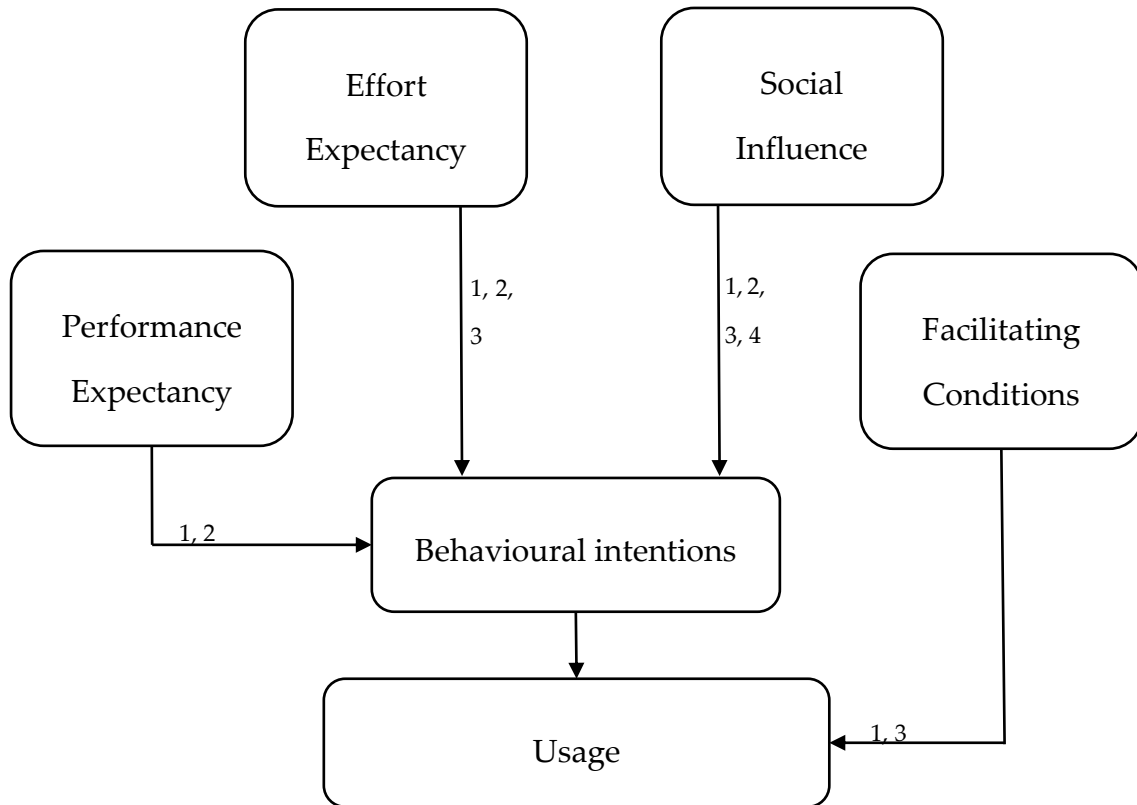 Effort
Expectancy
Social
Influence
Performance
Expectancy
1, 2,
3
1, 2,
3, 4
Facilitating
Conditions
1, 2
Behavioural intentions
Usage
1, 3